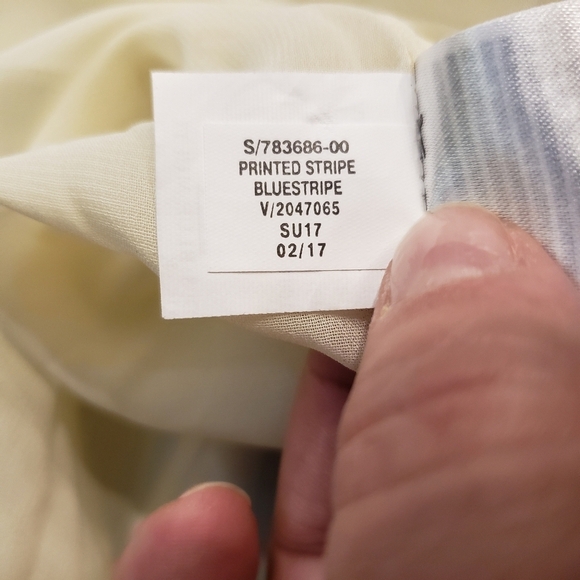 S/783686-00
PRINTED STRIPE
BLUESTRIPE
V/2047065
SU17
02/17